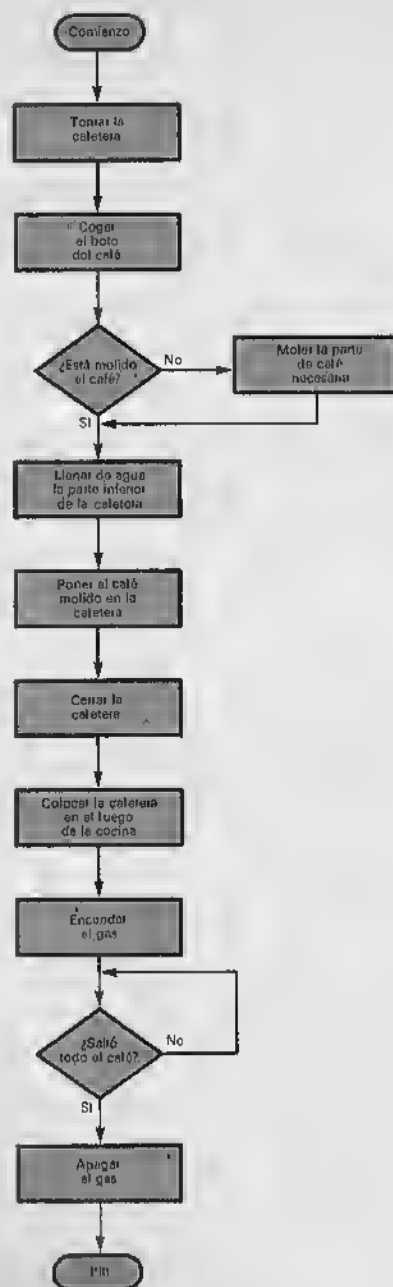 Comienzo
Tomar la
cafetera
Coger
el bote
del café
¿Está molido
el café?
No
Moler la parte
de café
necesaria
Sí
Llenar de agua
la parte inferior
de la cafetera
Poner el café
molido en la
cafetera
Cerrar la
cafetera
Colocar la cafetera
en el fuego
de la cocina
Encender
el gas
¿Salió
todo el café?
No
Sí
Apagar
el gas
Fin